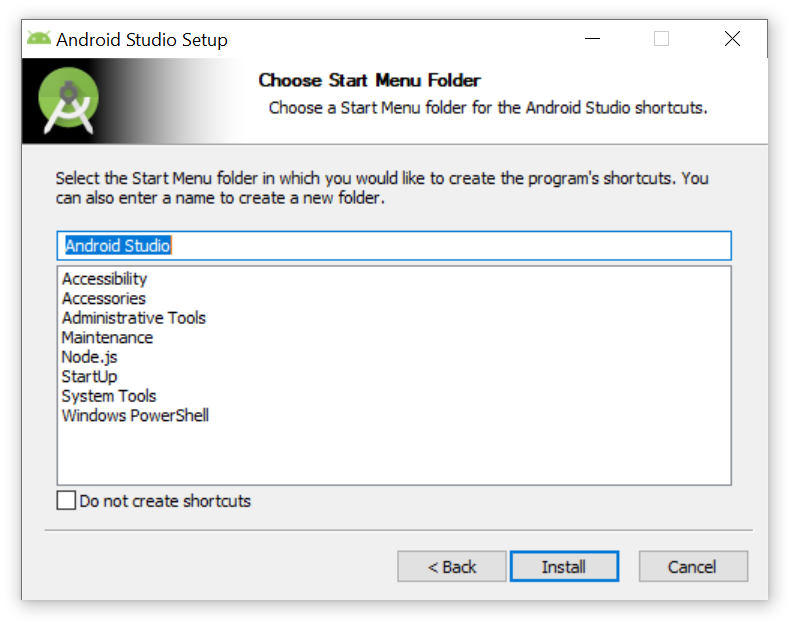 Android Studio Setup
Choose Start Menu Folder
Choose a Start Menu folder for the Android Studio shortcuts.
Select the Start Menu folder in which you would like to create the program's shortcuts. You
can also enter a name to create a new folder.
Android Studio
Accessibility
Accessories
Administrative Tools
Maintenance
Node.js
StartUp
System Tools
Windows PowerShell
Do not create shortcuts
< Back
Install
Cancel